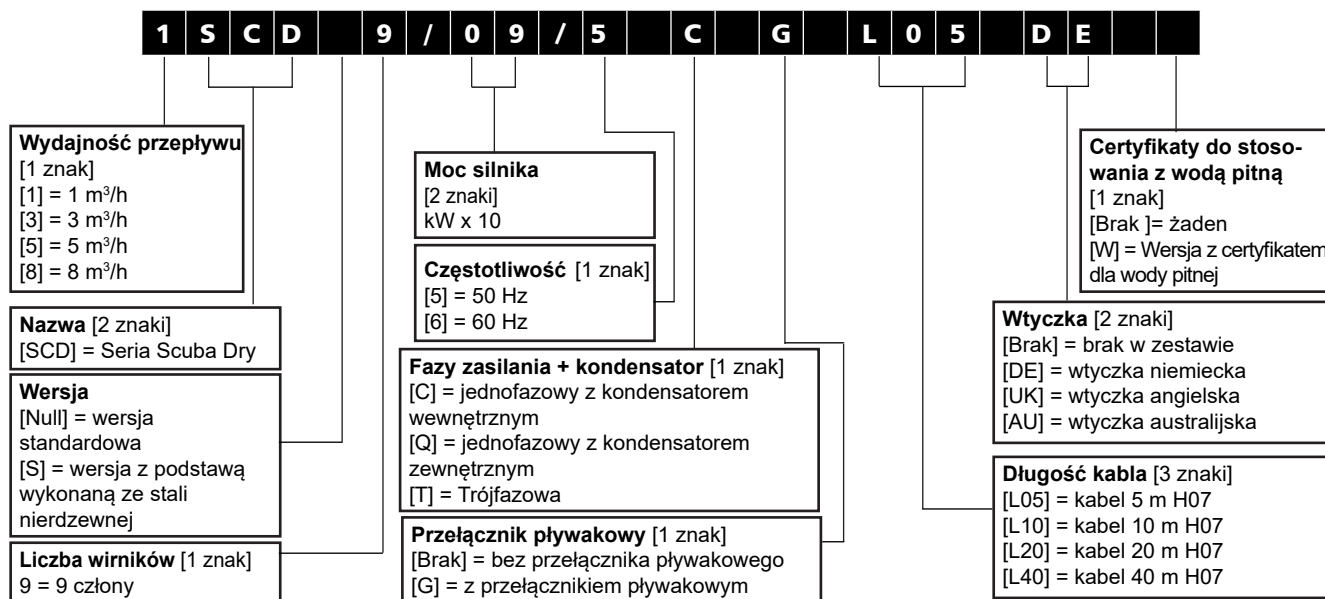 1 S C D 9 / 0 9 / 5 C G L 0 5 D E
Wydajność przepływu
[1 znak]
[1] = 1 m³/h
[3] = 3 m³/h
[5] = 5 m³/h
[8] = 8 m³/h
Nazwa [2 znaki]
[SCD] = Seria Scuba Dry
Wersja
[Null] = wersja
standardowa
[S] = wersja z podstawą
wykonaną ze stali
nierdzewnej
Liczba wirników [1 znak]
9 = 9 człony
Moc silnika
[2 znaki]
kW x 10
Częstotliwość [1 znak]
[5] = 50 Hz
[6] = 60 Hz
Fazy zasilania + kondensator [1 znak]
[C] = jednofazowy z kondensatorem
wewnętrznym
[Q] = jednofazowy z kondensatorem
zewnętrznym
[T] = Trójfazowa
Przełącznik pływakowy [1 znak]
[Brak] = bez przełącznika pływakowego
[G] = z przełącznikiem pływakowym
Certyfikaty do stoso-
wania z wodą pitną
[1 znak]
[Brak ]= żaden
[W] = Wersja z certyfikatem
dla wody pitnej
Wtyczka [2 znaki]
[Brak] = brak w zestawie
[DE] = wtyczka niemiecka
[UK] = wtyczka angielska
[AU] = wtyczka australijska
Długość kabla [3 znaki]
[L05] = kabel 5 m H07
[L10] = kabel 10 m H07
[L20] = kabel 20 m H07
[L40] = kabel 40 m H07